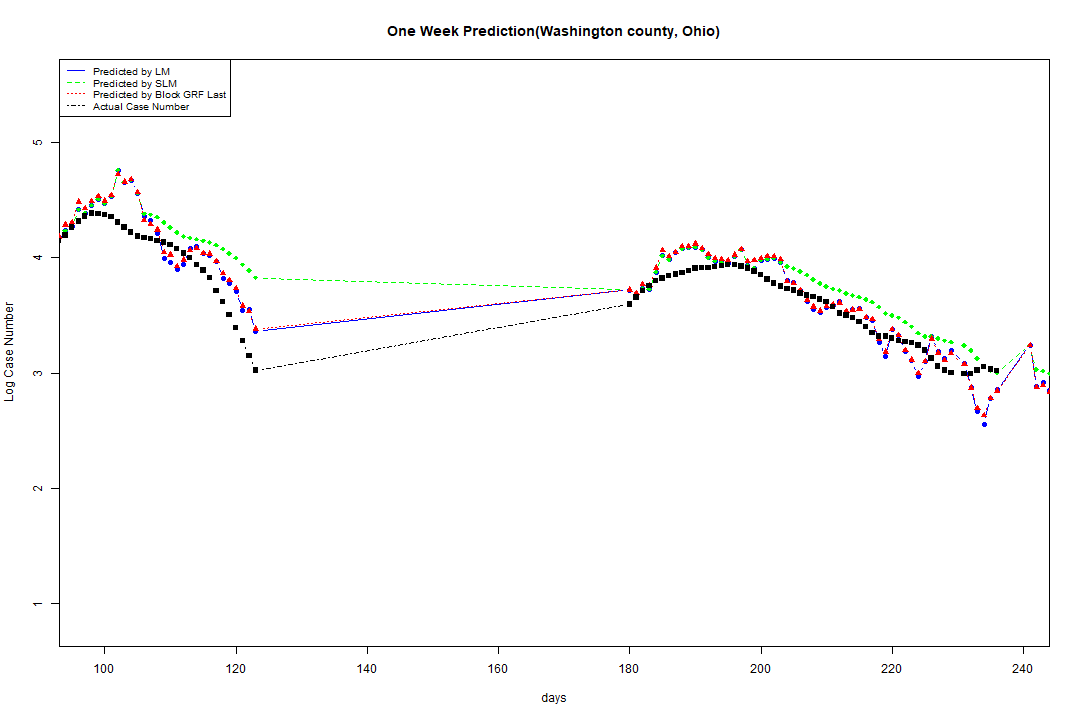 One Week Prediction(Washington county, Ohio)
Predicted by LM
Predicted by SLM
Predicted by Block GRF Last
Actual Case Number
5
4
3
2
1
Log Case Number
100 120 140 160 180 200 220 240
days